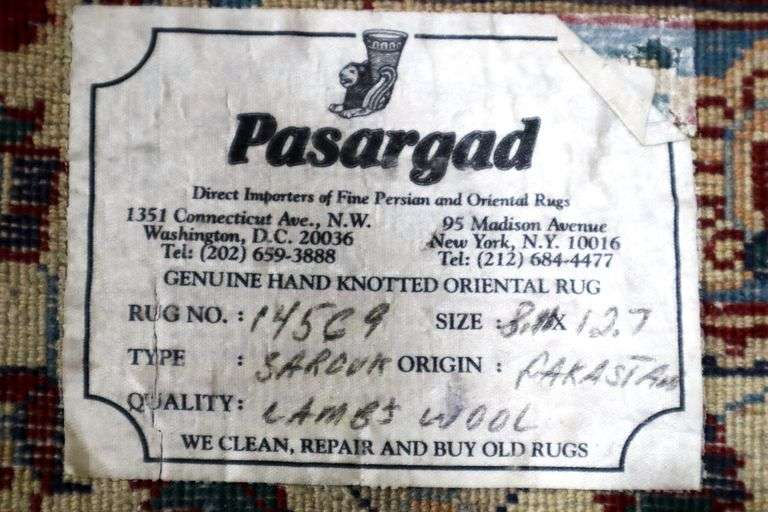 Pasargad
Direct Importers of Fine Persian and Oriental Rugs
1351 Connecticut Ave., N.W. 95 Madison Avenue
Washington, D.C. 20036 New York, N.Y. 10016
Tel: (202) 659-3888 Tel: (212) 684-4477
GENUINE HAND KNOTTED ORIENTAL RUG
RUG NO. : 14569 SIZE : X 12.7
TYPE : SAROUK ORIGIN : PAKASTAN
QUALITY: LAMBS WOOL
WE CLEAN, REPAIR AND BUY OLD RUGS